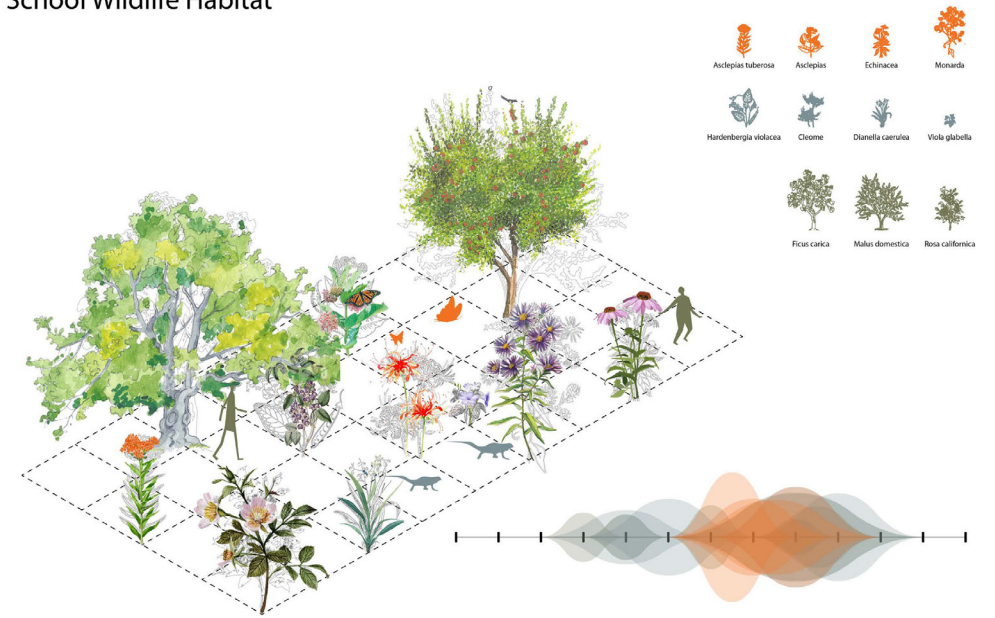 School Wildlife Habitat
Asclepias tuberosa Asclepias Echinacea Monarda
Hardenbergia violacea Cleome Dianella caerulea Viola glabella
Ficus carica Malus domestica Rosa californica